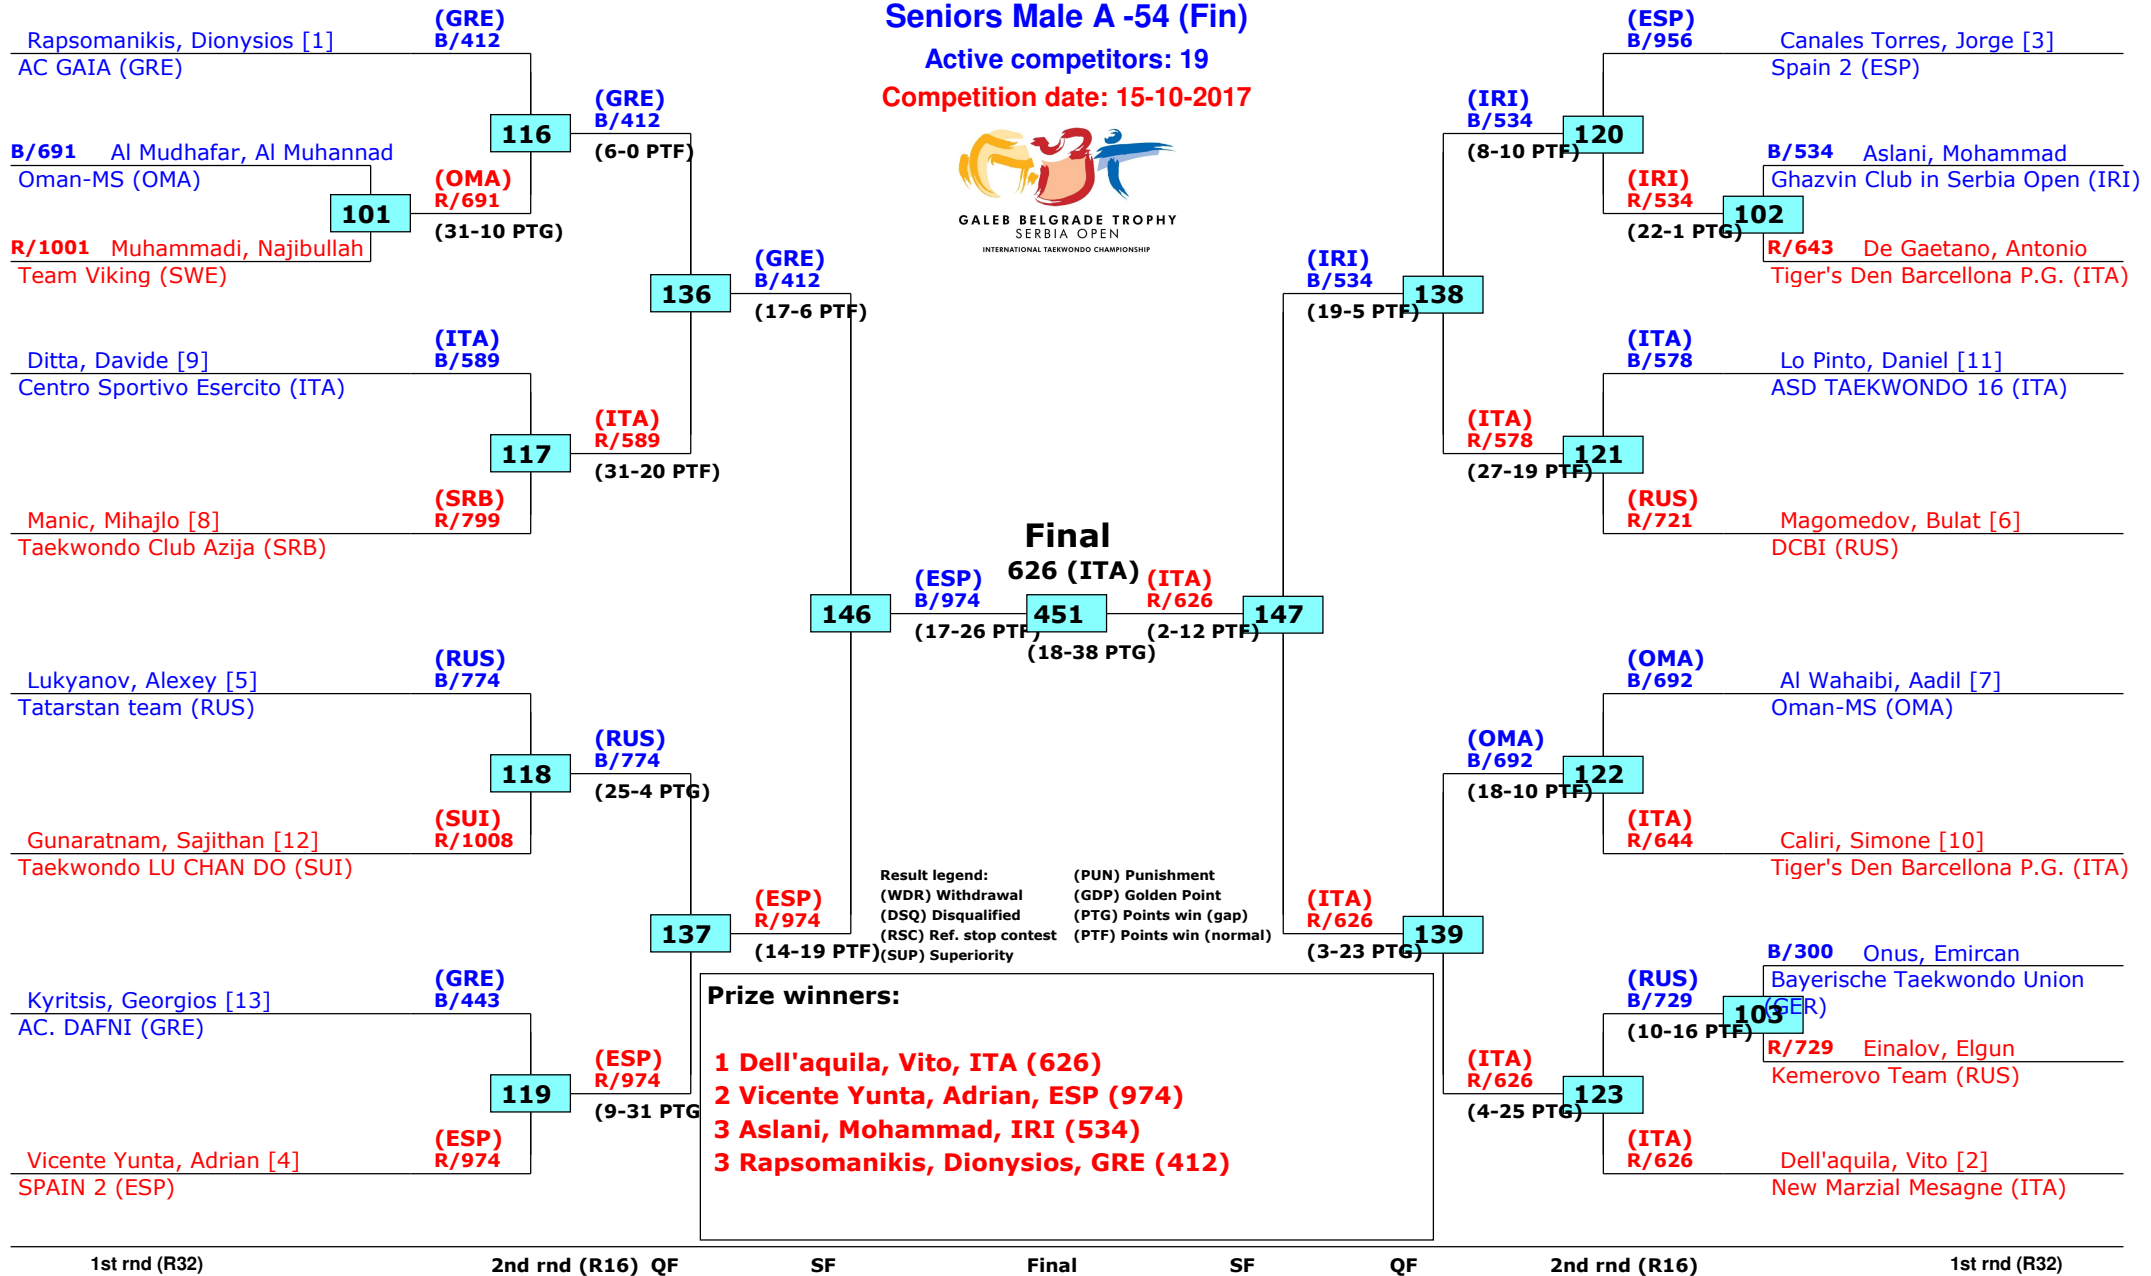 Seniors Male A -54 (Fin)
Active competitors: 19
Competition date: 15-10-2017
GALEB BELGRADE TROPHY
SERBIA OPEN
INTERNATIONAL TAEKWONDO CHAMPIONSHIP
Rapsomanikis, Dionysios [1]
AC GAIA (GRE)
(GRE)
B/412
B/691 Al Mudhafar, Al Muhannad
Oman-MS (OMA)
101
R/1001 Muhammadi, Najibullah
Team Viking (SWE)
(OMA)
R/691
(31-10 PTG)
116
(GRE)
B/412
(6-0 PTF)
Ditta, Davide [9]
Centro Sportivo Esercito (ITA)
(ITA)
B/589
117
Manic, Mihajlo [8]
Taekwondo Club Azija (SRB)
(SRB)
R/799
(ITA)
R/589
(31-20 PTF)
136
(GRE)
B/412
(17-6 PTF)
Lukyanov, Alexey [5]
Tatarstan team (RUS)
(RUS)
B/774
118
Gunaratnam, Sajithan [12]
Taekwondo LU CHAN DO (SUI)
(SUI)
R/1008
(RUS)
B/774
(25-4 PTG)
Kyritsis, Georgios [13]
AC. DAFNI (GRE)
(GRE)
B/443
119
Vicente Yunta, Adrian [4]
SPAIN 2 (ESP)
(ESP)
R/974
(ESP)
R/974
(9-31 PTG
137
(ESP)
R/974
(14-19 PTF)
146
(ESP)
B/974
(17-26 PTF)
Final
626 (ITA)
451
(18-38 PTG)
(ITA)
R/626
(2-12 PTF)
147
(IRI)
B/534
(19-5 PTF)
138
(IRI)
B/534
(8-10 PTF)
120
(ESP)
B/956
Canales Torres, Jorge [3]
Spain 2 (ESP)
(IRI)
R/534
(22-1 PTG)
102
B/534 Aslani, Mohammad
Ghazvin Club in Serbia Open (IRI)
R/643 De Gaetano, Antonio
Tiger's Den Barcellona P.G. (ITA)
(ITA)
R/578
(27-19 PTF)
121
(ITA)
B/578
Lo Pinto, Daniel [11]
ASD TAEKWONDO 16 (ITA)
(RUS)
R/721
Magomedov, Bulat [6]
DCBI (RUS)
(ITA)
R/626
(3-23 PTG)
139
(OMA)
B/692
(18-10 PTF)
122
(OMA)
B/692
Al Wahaibi, Aadil [7]
Oman-MS (OMA)
(ITA)
R/644
Caliri, Simone [10]
Tiger's Den Barcellona P.G. (ITA)
(ITA)
R/626
(4-25 PTG)
123
(RUS)
B/729
(10-16 PTF)
103
B/300 Onus, Emircan
Bayerische Taekwondo Union
(GER)
R/729 Einalov, Elgun
Kemerovo Team (RUS)
(ITA)
R/626
Dell'aquila, Vito [2]
New Marzial Mesagne (ITA)
Result legend: (PUN) Punishment
(WDR) Withdrawal (GDP) Golden Point
(DSQ) Disqualified (PTG) Points win (gap)
(RSC) Ref. stop contest (PTF) Points win (normal)
(SUP) Superiority
Prize winners:
1 Dell'aquila, Vito, ITA (626)
2 Vicente Yunta, Adrian, ESP (974)
3 Aslani, Mohammad, IRI (534)
3 Rapsomanikis, Dionysios, GRE (412)
1st rnd (R32) 2nd rnd (R16) QF SF Final SF QF 2nd rnd (R16) 1st rnd (R32)